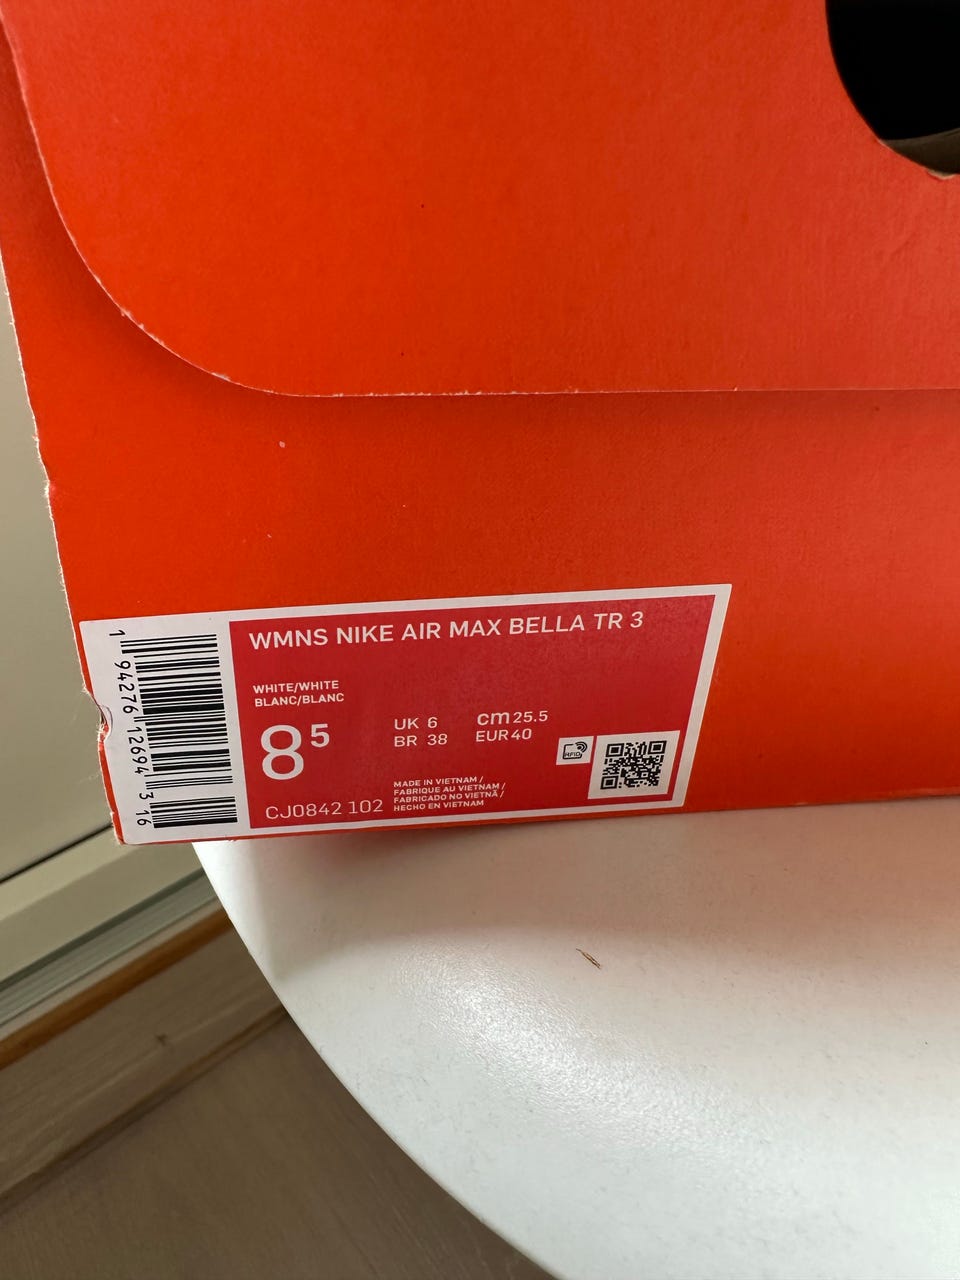 WMNS NIKE AIR MAX BELLA TR 3
WHITE/WHITE
BLANC/BLANC
8 5
UK 6
BR 38
cm 25.5
EUR 40
CJ0842 102
MADE IN VIETNAM /
FABRIQUE AU VIETNAM /
FABRICADO NO VIETNÃ /
HECHO EN VIETNAM
RFID
1 94276 12694 3 16